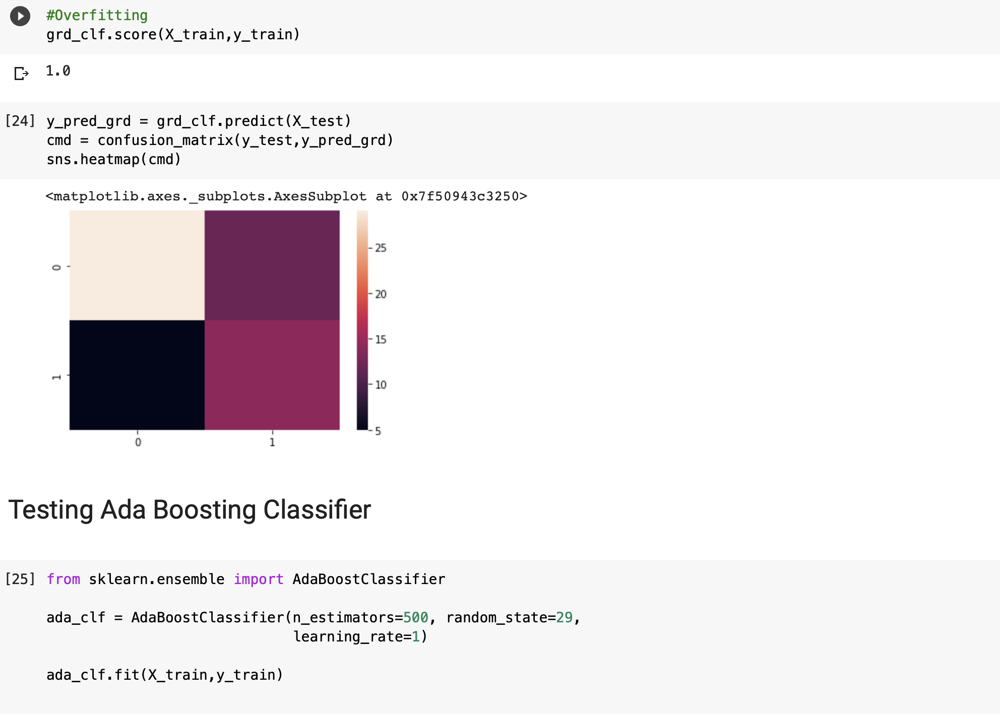 #Overfitting
grd_clf.score(X_train,y_train)
1.0
[24] y_pred_grd = grd_clf.predict(X_test)
cmd = confusion_matrix(y_test,y_pred_grd)
sns.heatmap(cmd)
<matplotlib.axes._subplots.AxesSubplot at 0x7f50943c3250>
25
0
20
15
1
10
5
0 1
Testing Ada Boosting Classifier
[25] from sklearn.ensemble import AdaBoostClassifier
ada_clf = AdaBoostClassifier(n_estimators=500, random_state=29,
learning_rate=1)
ada_clf.fit(X_train,y_train)